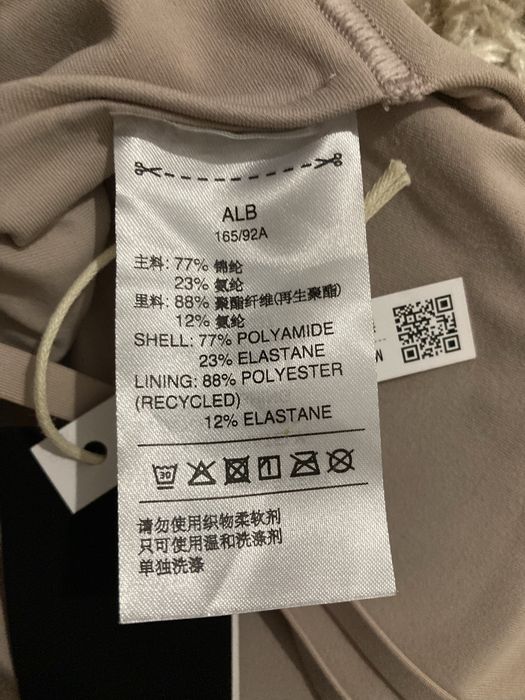 ALB
165/92A
主料: 77% 锦纶
23% 氨纶
里料: 88% 聚酯纤维(再生聚酯)
12% 氨纶
SHELL: 77% POLYAMIDE
23% ELASTANE
LINING: 88% POLYESTER
(RECYCLED)
12% ELASTANE
30
请勿使用织物柔软剂
只可使用温和洗涤剂
单独洗涤